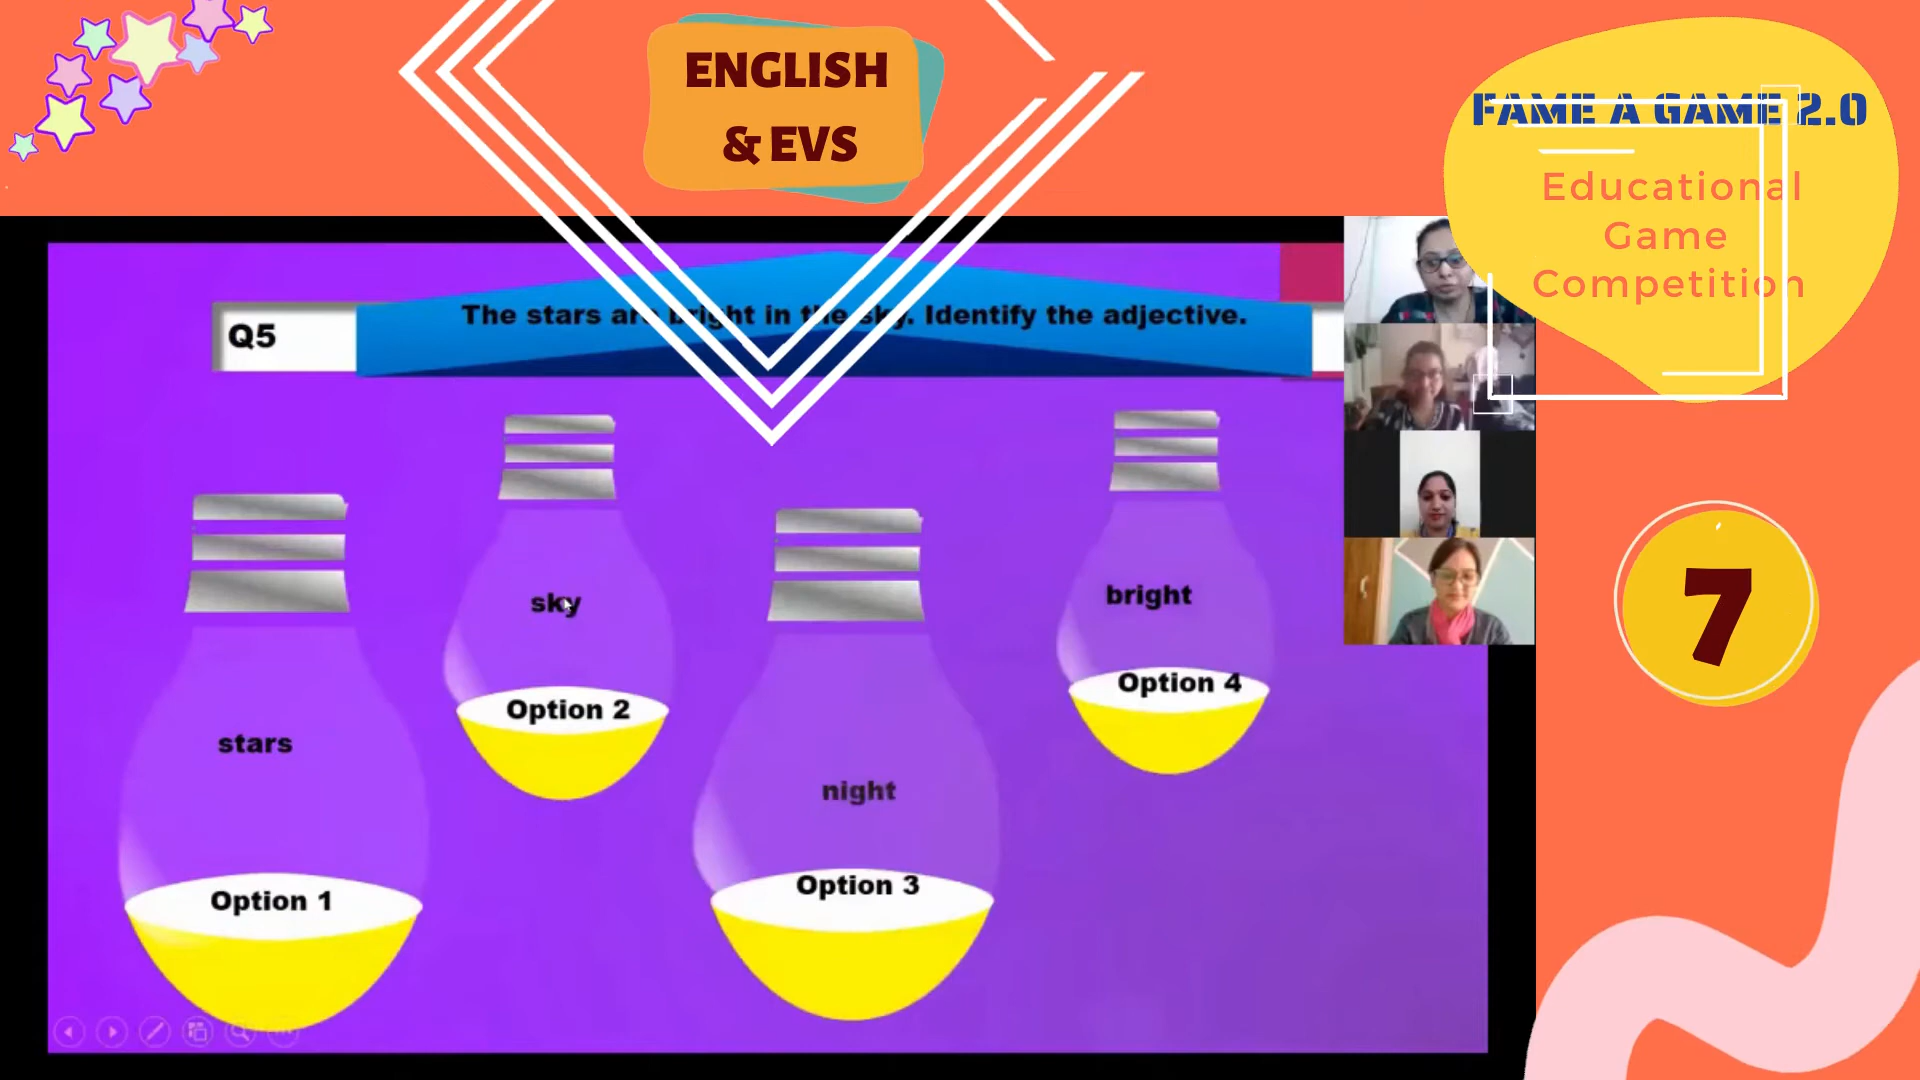 ENGLISH
& EVS
FAME A GAME 2.0
Educational
Game
Competition
Q5
The stars are bright in the sky. Identify the adjective.
sky
bright
Option 2
Option 4
stars
night
Option 1
Option 3
7